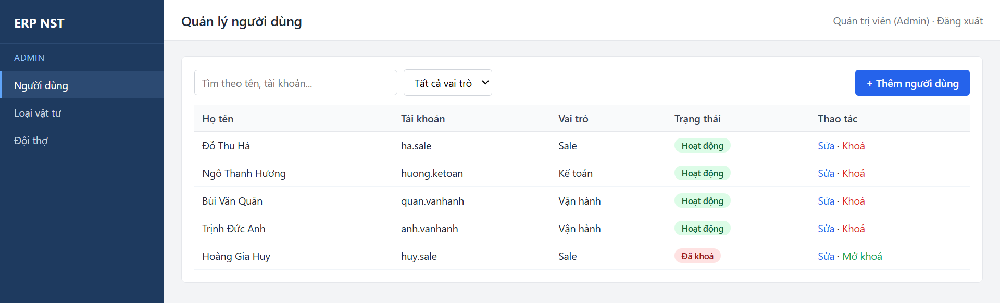 ERP NST
ADMIN
Người dùng
Loại vật tư
Đội thợ
Quản lý người dùng
Quản trị viên (Admin) · Đăng xuất
Tìm theo tên, tài khoản...
Tất cả vai trò
+ Thêm người dùng
Họ tên Tài khoản Vai trò Trạng thái Thao tác
Đỗ Thu Hà ha.sale Sale Hoạt động Sửa · Khoá
Ngô Thanh Hương huong.ketoan Kế toán Hoạt động Sửa · Khoá
Bùi Văn Quân quan.vanhanh Vận hành Hoạt động Sửa · Khoá
Trịnh Đức Anh anh.vanhanh Vận hành Hoạt động Sửa · Khoá
Hoàng Gia Huy huy.sale Sale Đã khoá Sửa · Mở khoá